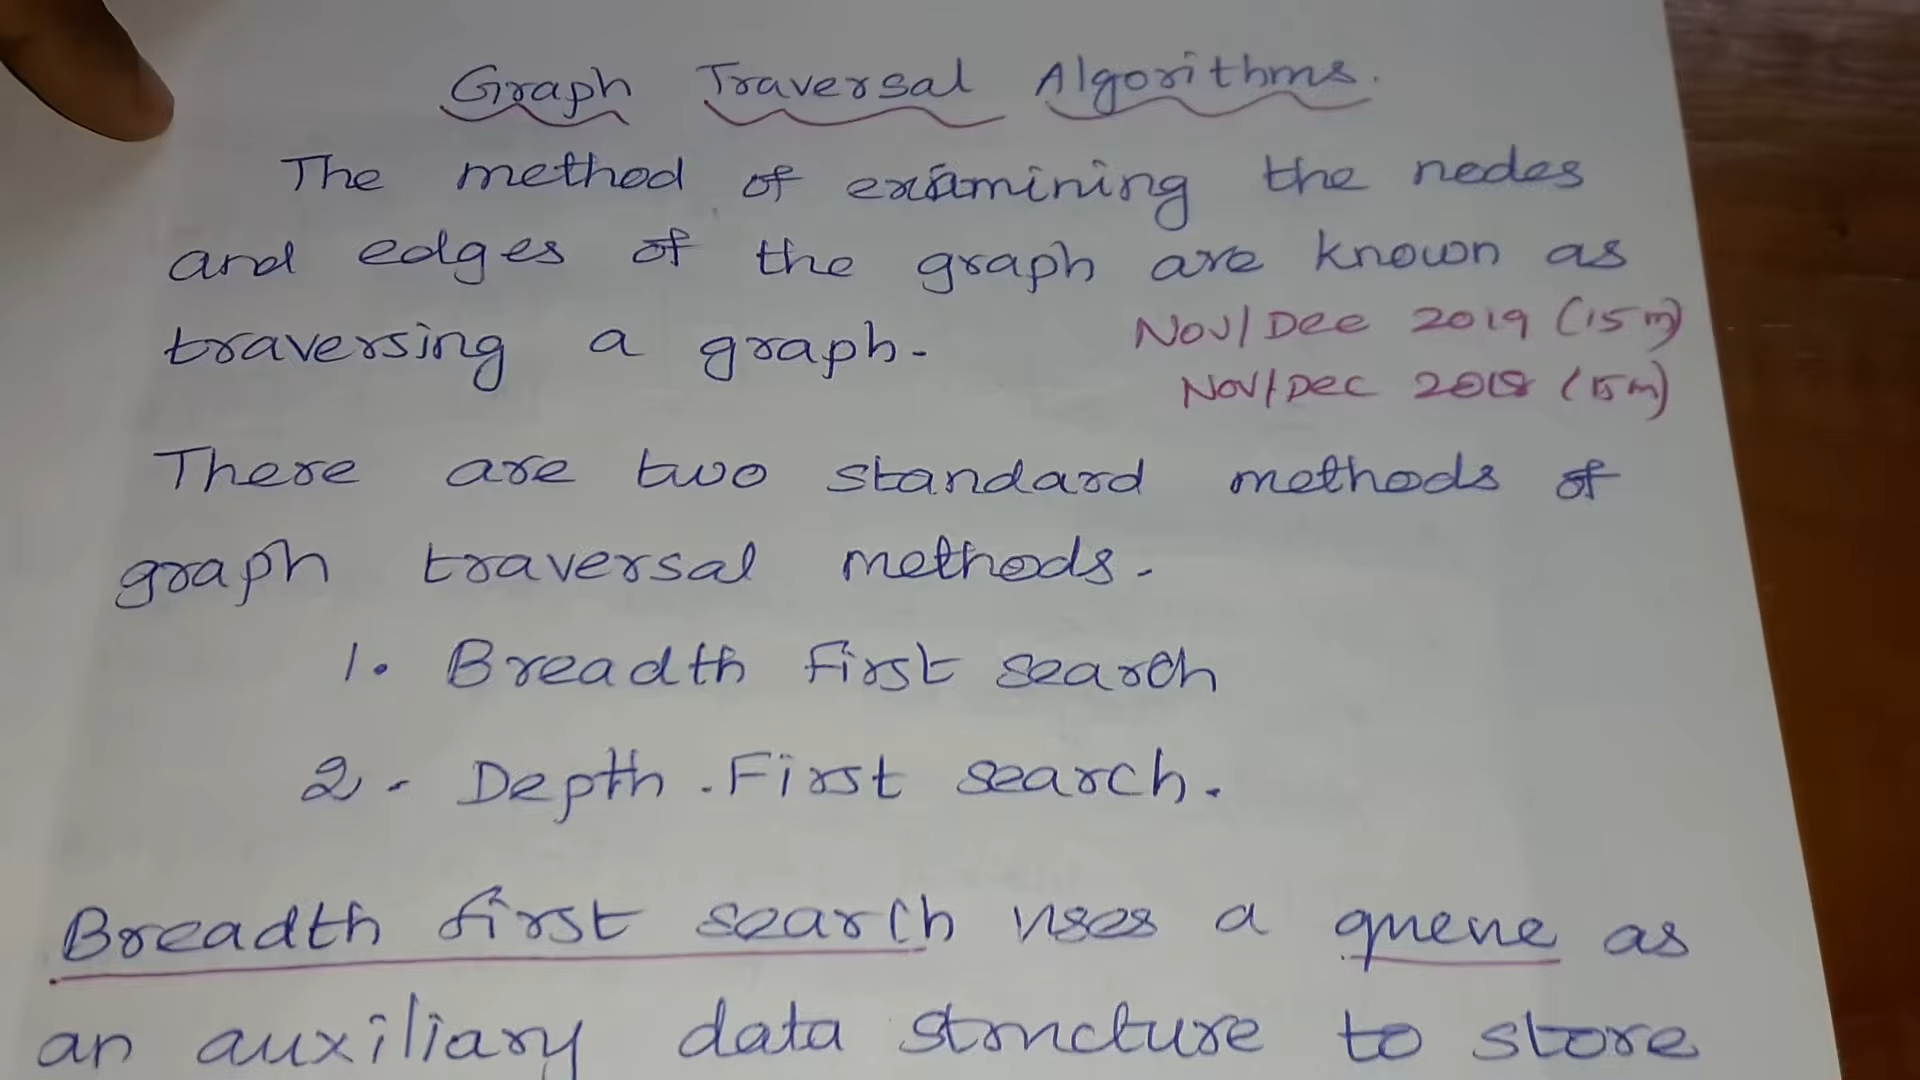 Graph Traversal Algorithms.
The method of examining the nodes
and edges of the graph are known as
traversing a graph.
Nov/Dec 2019 (15m)
Nov/Dec 2018 (15m)
There are two standard methods of
graph traversal methods.
1. Breadth First search
2. Depth.First search.
Breadth first search uses a queue as
an auxiliary data structure to store